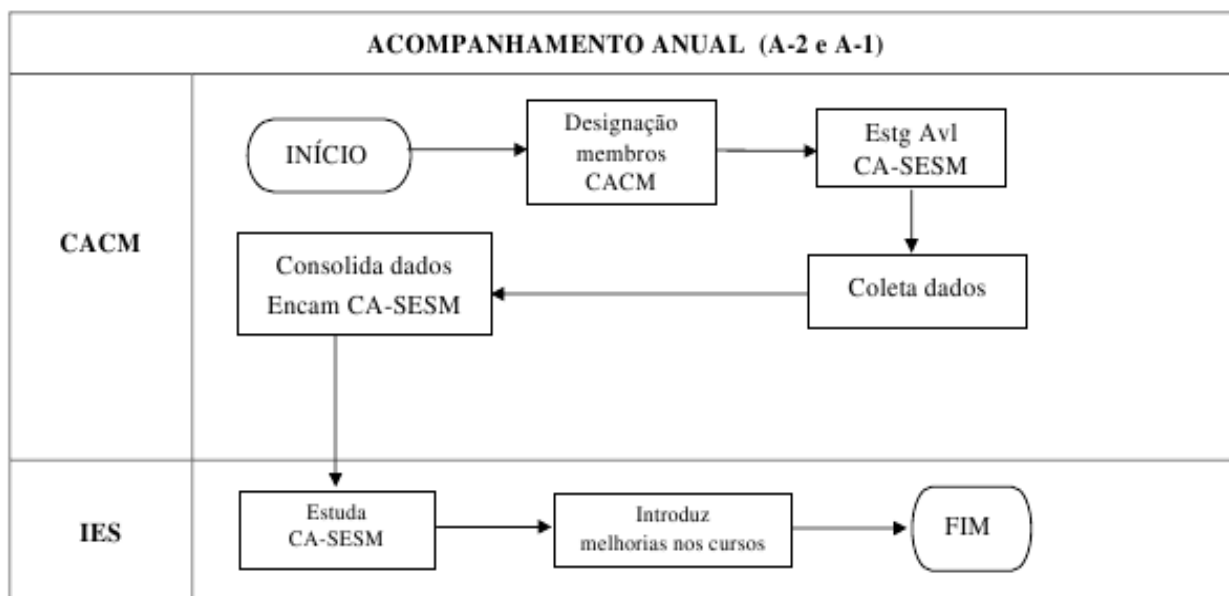 ACOMPANHAMENTO ANUAL (A-2 e A-1)
CACM
INÍCIO
Designação
membros
CACM
Estg Avl
CA-SESM
Coleta dados
Consolida dados
Encam CA-SESM
IES
Estuda
CA-SESM
Introduz
melhorias nos cursos
FIM